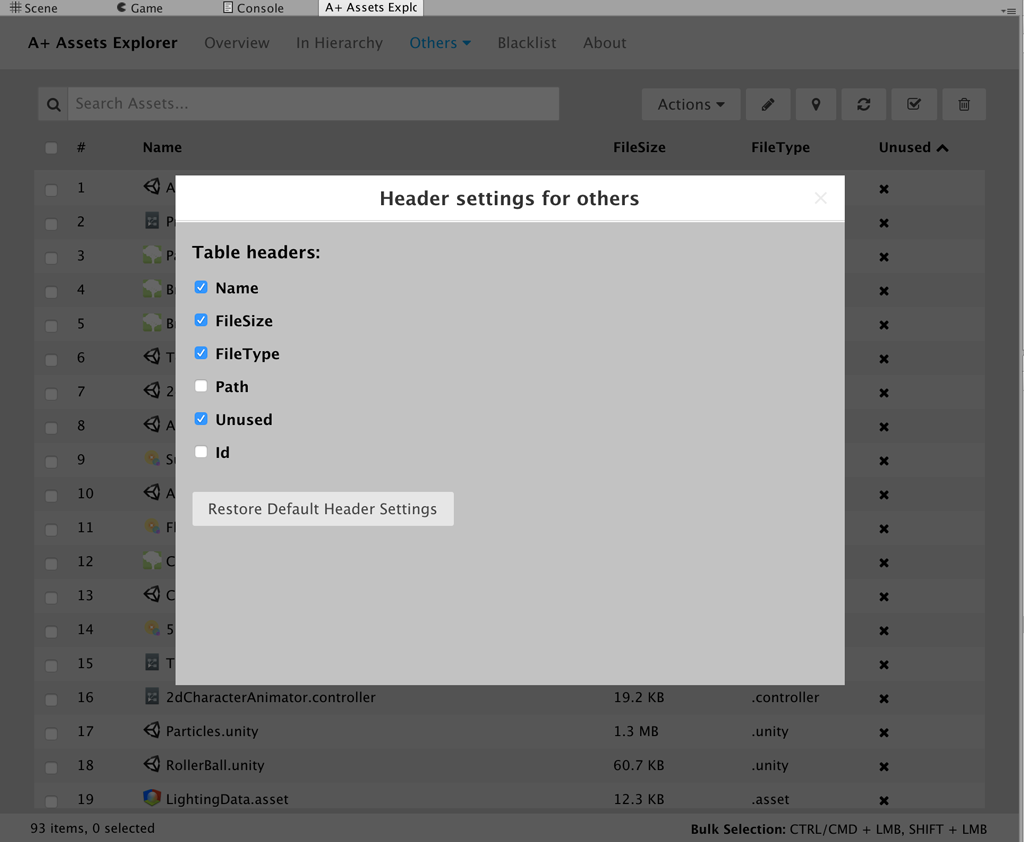 Scene Game Console A+ Assets Explc
A+ Assets Explorer Overview In Hierarchy Others Blacklist About
Search Assets... Actions
# Name FileSize FileType Unused
Header settings for others
Table headers:
Name
FileSize
FileType
Path
Unused
Id
Restore Default Header Settings
1 A
2 P
3 P
4 B
5 B
6 T
7 2
8 A
9 S
10 A
11 F
12 C
13 C
14 5
15 T
16 2dCharacterAnimator.controller 19.2 KB .controller
17 Particles.unity 1.3 MB .unity
18 RollerBall.unity 60.7 KB .unity
19 LightingData.asset 12.3 KB .asset
93 items, 0 selected Bulk Selection: CTRL/CMD + LMB, SHIFT + LMB